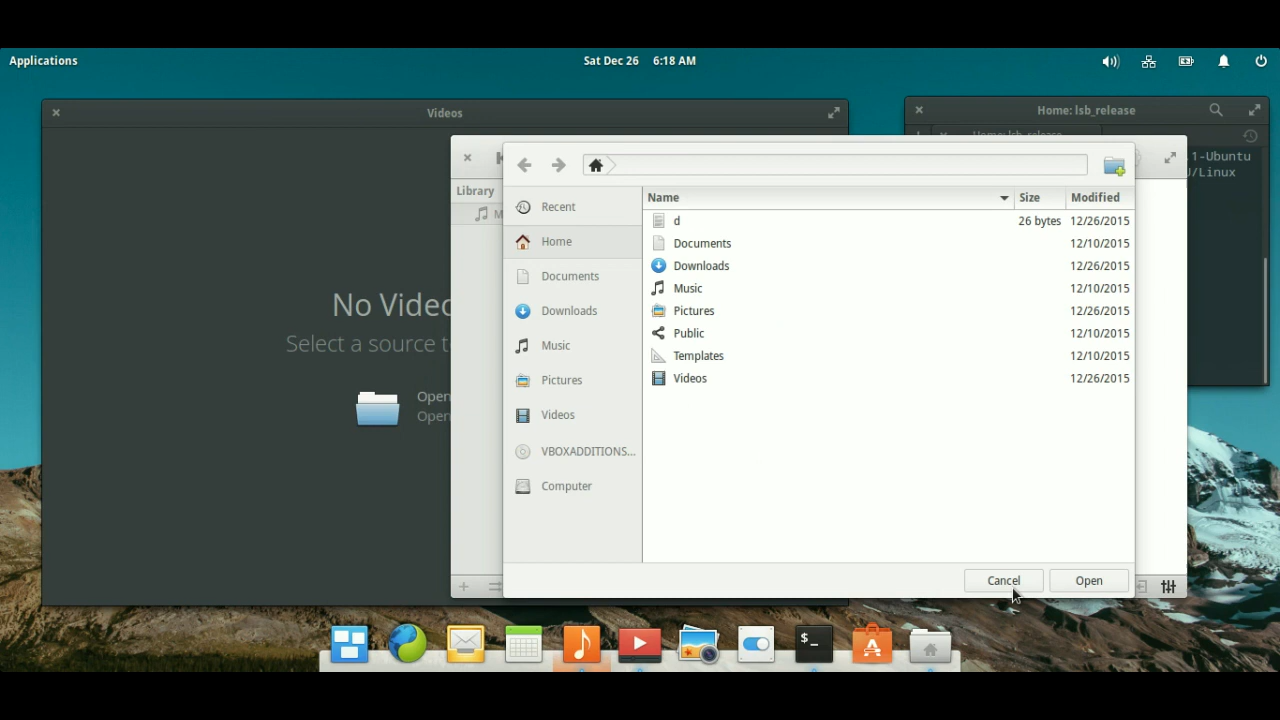 Applications
Sat Dec 26 6:18 AM
Videos
Home: lsb_release
Home: lsb_release
.1-Ubuntu
/Linux
Library
M
No Video
Select a source t
Open
Open
Recent
Home
Documents
Downloads
Music
Pictures
Videos
VBOXADDITIONS...
Computer
Name Size Modified
d 26 bytes 12/26/2015
Documents 12/10/2015
Downloads 12/26/2015
Music 12/10/2015
Pictures 12/26/2015
Public 12/10/2015
Templates 12/10/2015
Videos 12/26/2015
Cancel
Open
$_